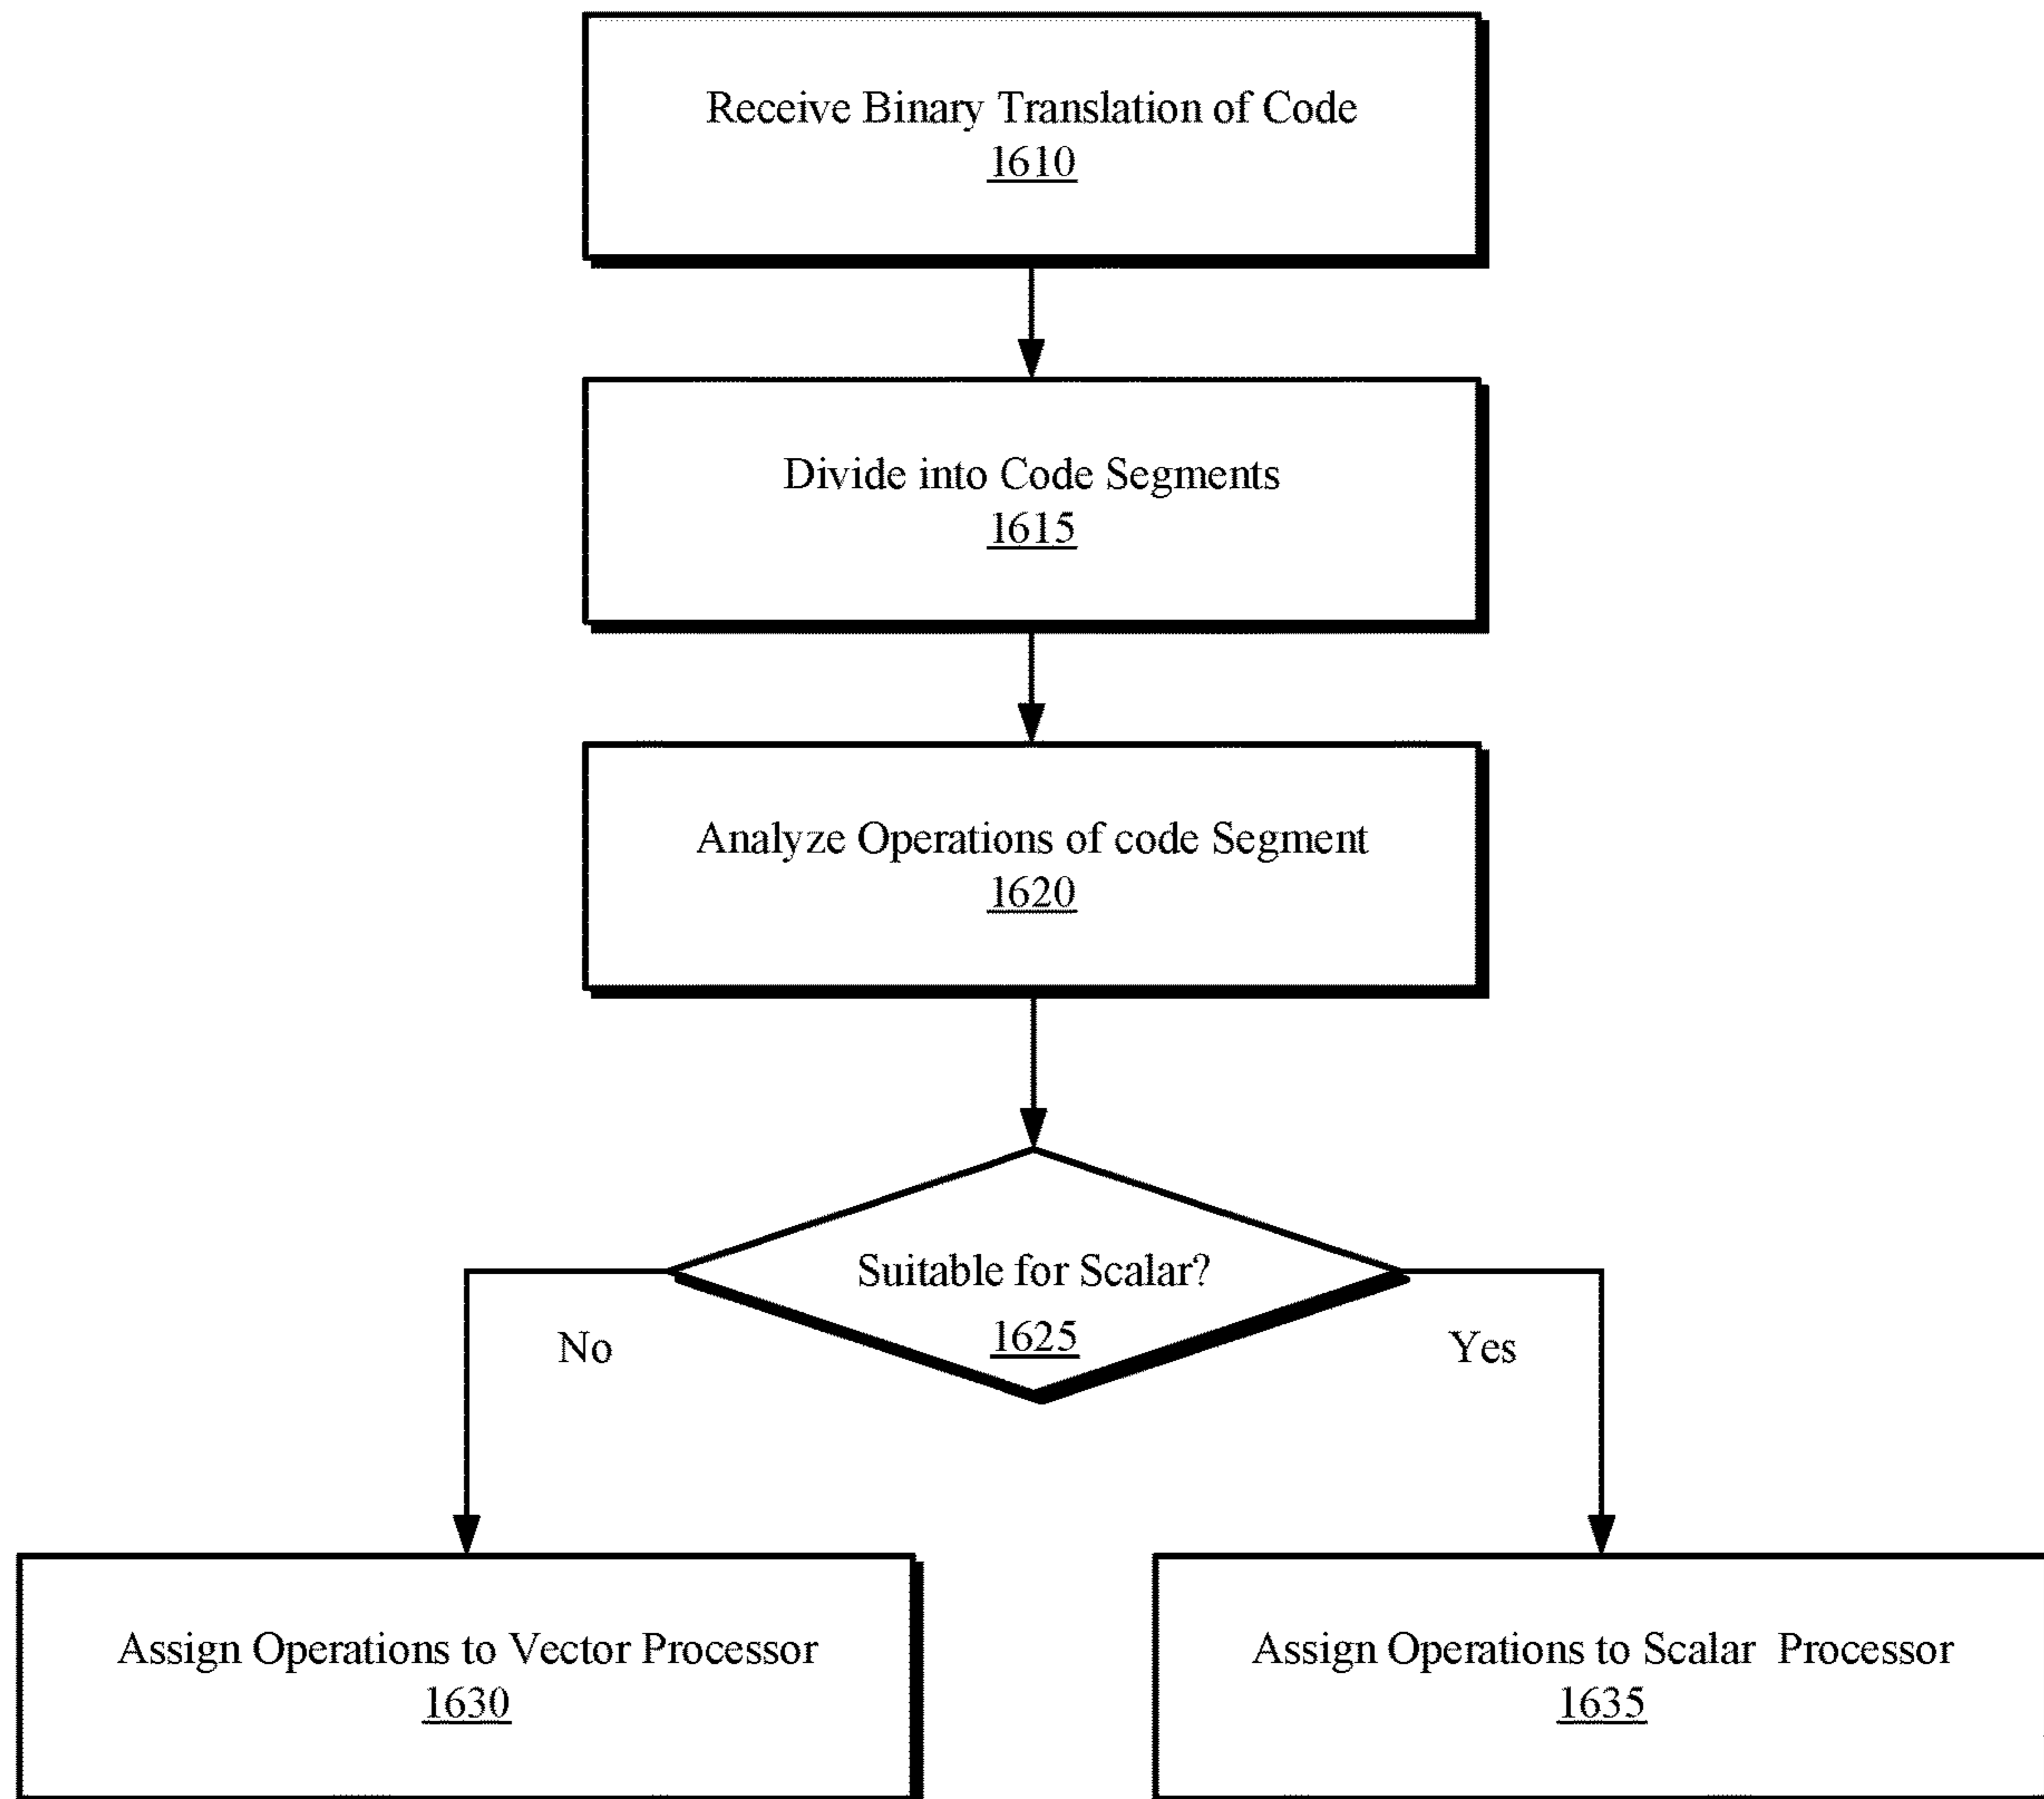 Receive Binary Translation of Code
1610
Divide into Code Segments
1615
Analyze Operations of code Segment
1620
Suitable for Scalar?
1625
No
Yes
Assign Operations to Vector Processor
1630
Assign Operations to Scalar Processor
1635